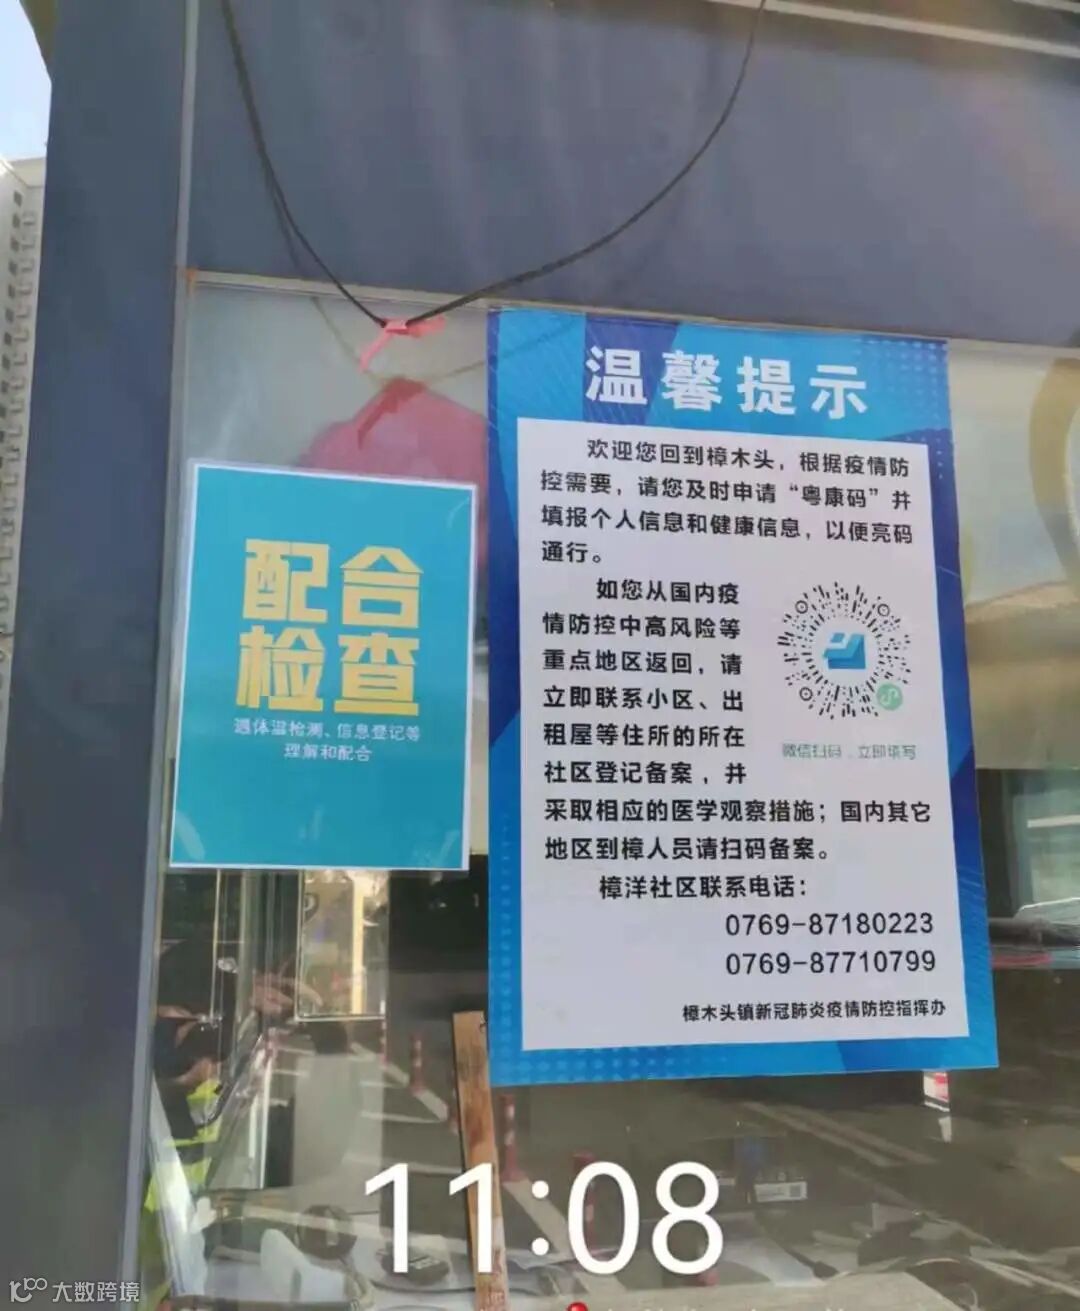 温馨提示
欢迎您回到樟木头，根据疫情防
控需要，请您及时申请“粤康码”并
填报个人信息和健康信息，以便亮码
通行。
如您从国内疫
情防控中高风险等
重点地区返回，请
立即联系小区、出
租屋等住所的所在
社区登记备案，并
采取相应的医学观察措施；国内其它
地区到樟人员请扫码备案。
微信扫码，立即填写
樟洋社区联系电话：
0769-87180223
0769-87710799
樟木头镇新冠肺炎疫情防控指挥办
配合
检查
遇体温检测、信息登记等
理解和配合
11:08
大数跨境